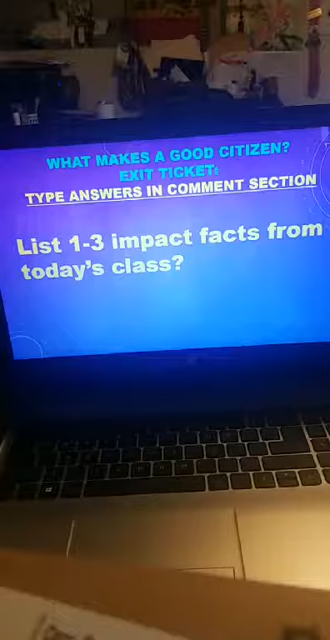 WHAT MAKES A GOOD CITIZEN?
EXIT TICKET:
TYPE ANSWERS IN COMMENT SECTION
List 1-3 impact facts from
today's class?